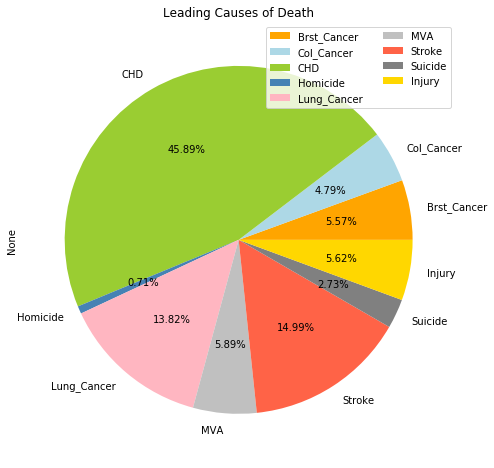 Leading Causes of Death
Brst_Cancer
Col_Cancer
CHD
Homicide
Lung_Cancer
MVA
Stroke
Suicide
Injury
CHD
45.89%
Col_Cancer
4.79%
Brst_Cancer
5.57%
None
5.62%
Injury
2.73%
Suicide
0.71%
Homicide
13.82%
14.99%
5.89%
Lung_Cancer
Stroke
MVA